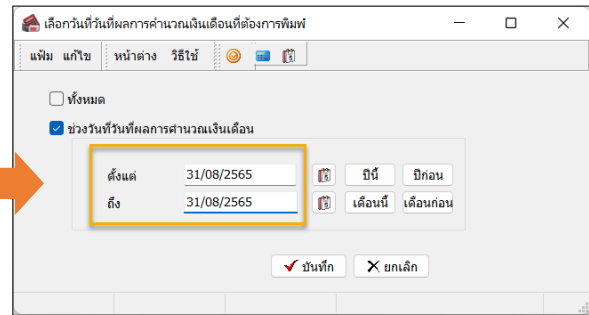 เลือกวันที่วันที่ผลการคำนวณเงินเดือนที่ต้องการพิมพ์
แฟ้ม แก้ไข หน้าต่าง วิธีใช้
ทั้งหมด
ช่วงวันที่วันที่ผลการคำนวณเงินเดือน
ตั้งแต่ 31/08/2565 ปีนี้ ปีก่อน
ถึง 31/08/2565 เดือนนี้ เดือนก่อน
บันทึก ยกเลิก